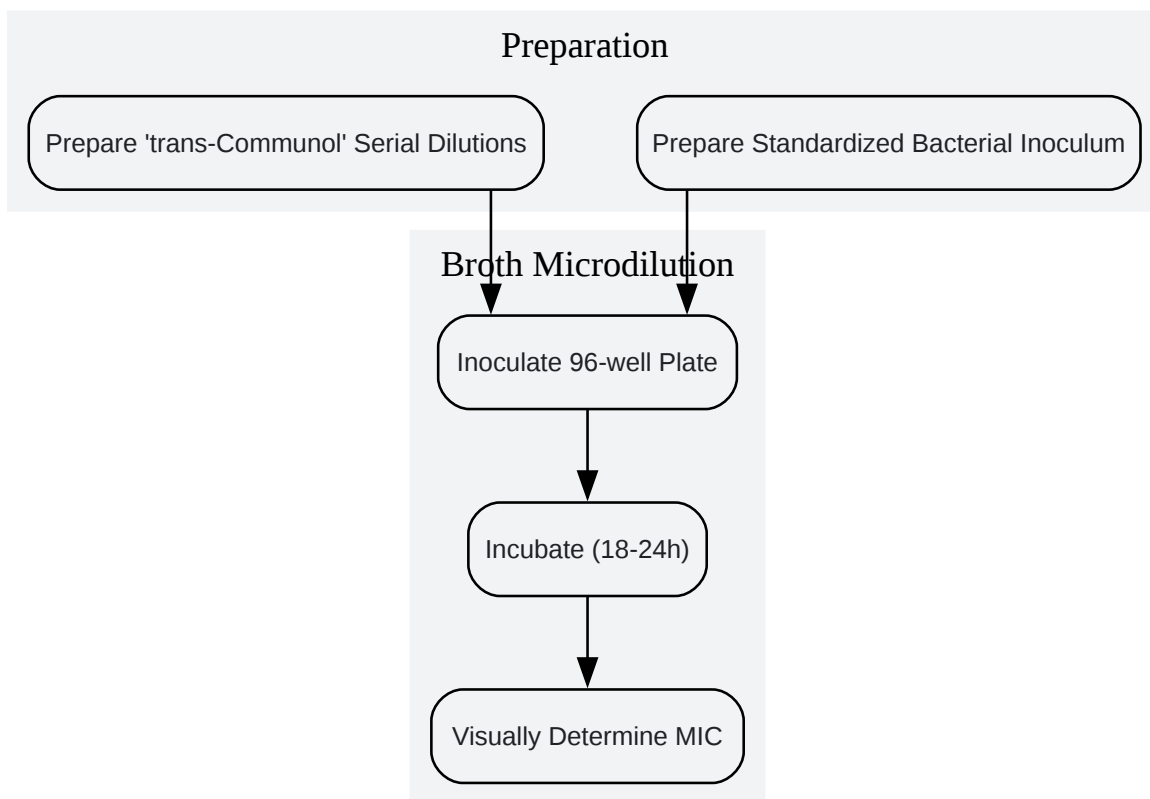 Preparation
Prepare 'trans-Communol' Serial Dilutions
Prepare Standardized Bacterial Inoculum
Broth Microdilution
Inoculate 96-well Plate
Incubate (18-24h)
Visually Determine MIC